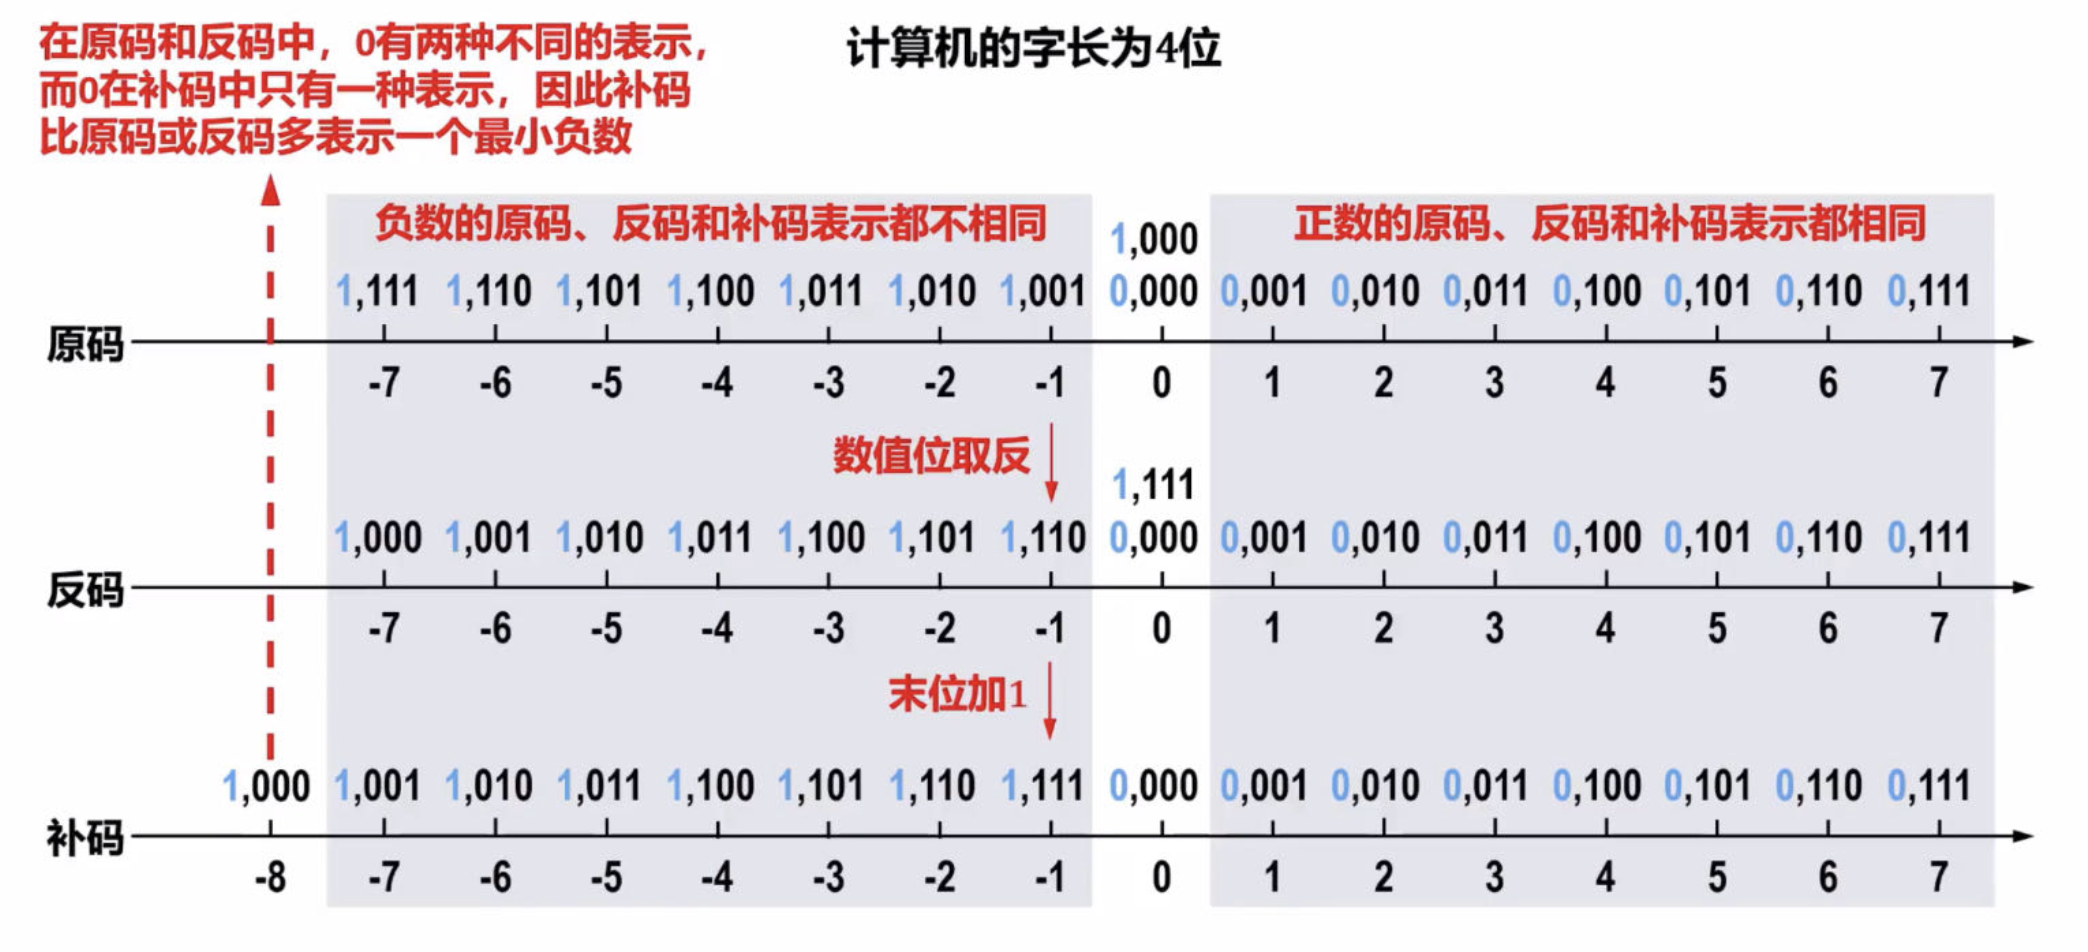 在原码和反码中，0有两种不同的表示，
而0在补码中只有一种表示，因此补码
比原码或反码多表示一个最小负数
计算机的字长为4位
负数的原码、反码和补码表示都不相同
正数的原码、反码和补码表示都相同
1,000
1,111 1,110 1,101 1,100 1,011 1,010 1,001 0,000 0,001 0,010 0,011 0,100 0,101 0,110 0,111
原码
-7 -6 -5 -4 -3 -2 -1 0 1 2 3 4 5 6 7
数值位取反
1,111
1,000 1,001 1,010 1,011 1,100 1,101 1,110 0,000 0,001 0,010 0,011 0,100 0,101 0,110 0,111
反码
-7 -6 -5 -4 -3 -2 -1 0 1 2 3 4 5 6 7
末位加1
1,000 1,001 1,010 1,011 1,100 1,101 1,110 1,111 0,000 0,001 0,010 0,011 0,100 0,101 0,110 0,111
补码
-8 -7 -6 -5 -4 -3 -2 -1 0 1 2 3 4 5 6 7